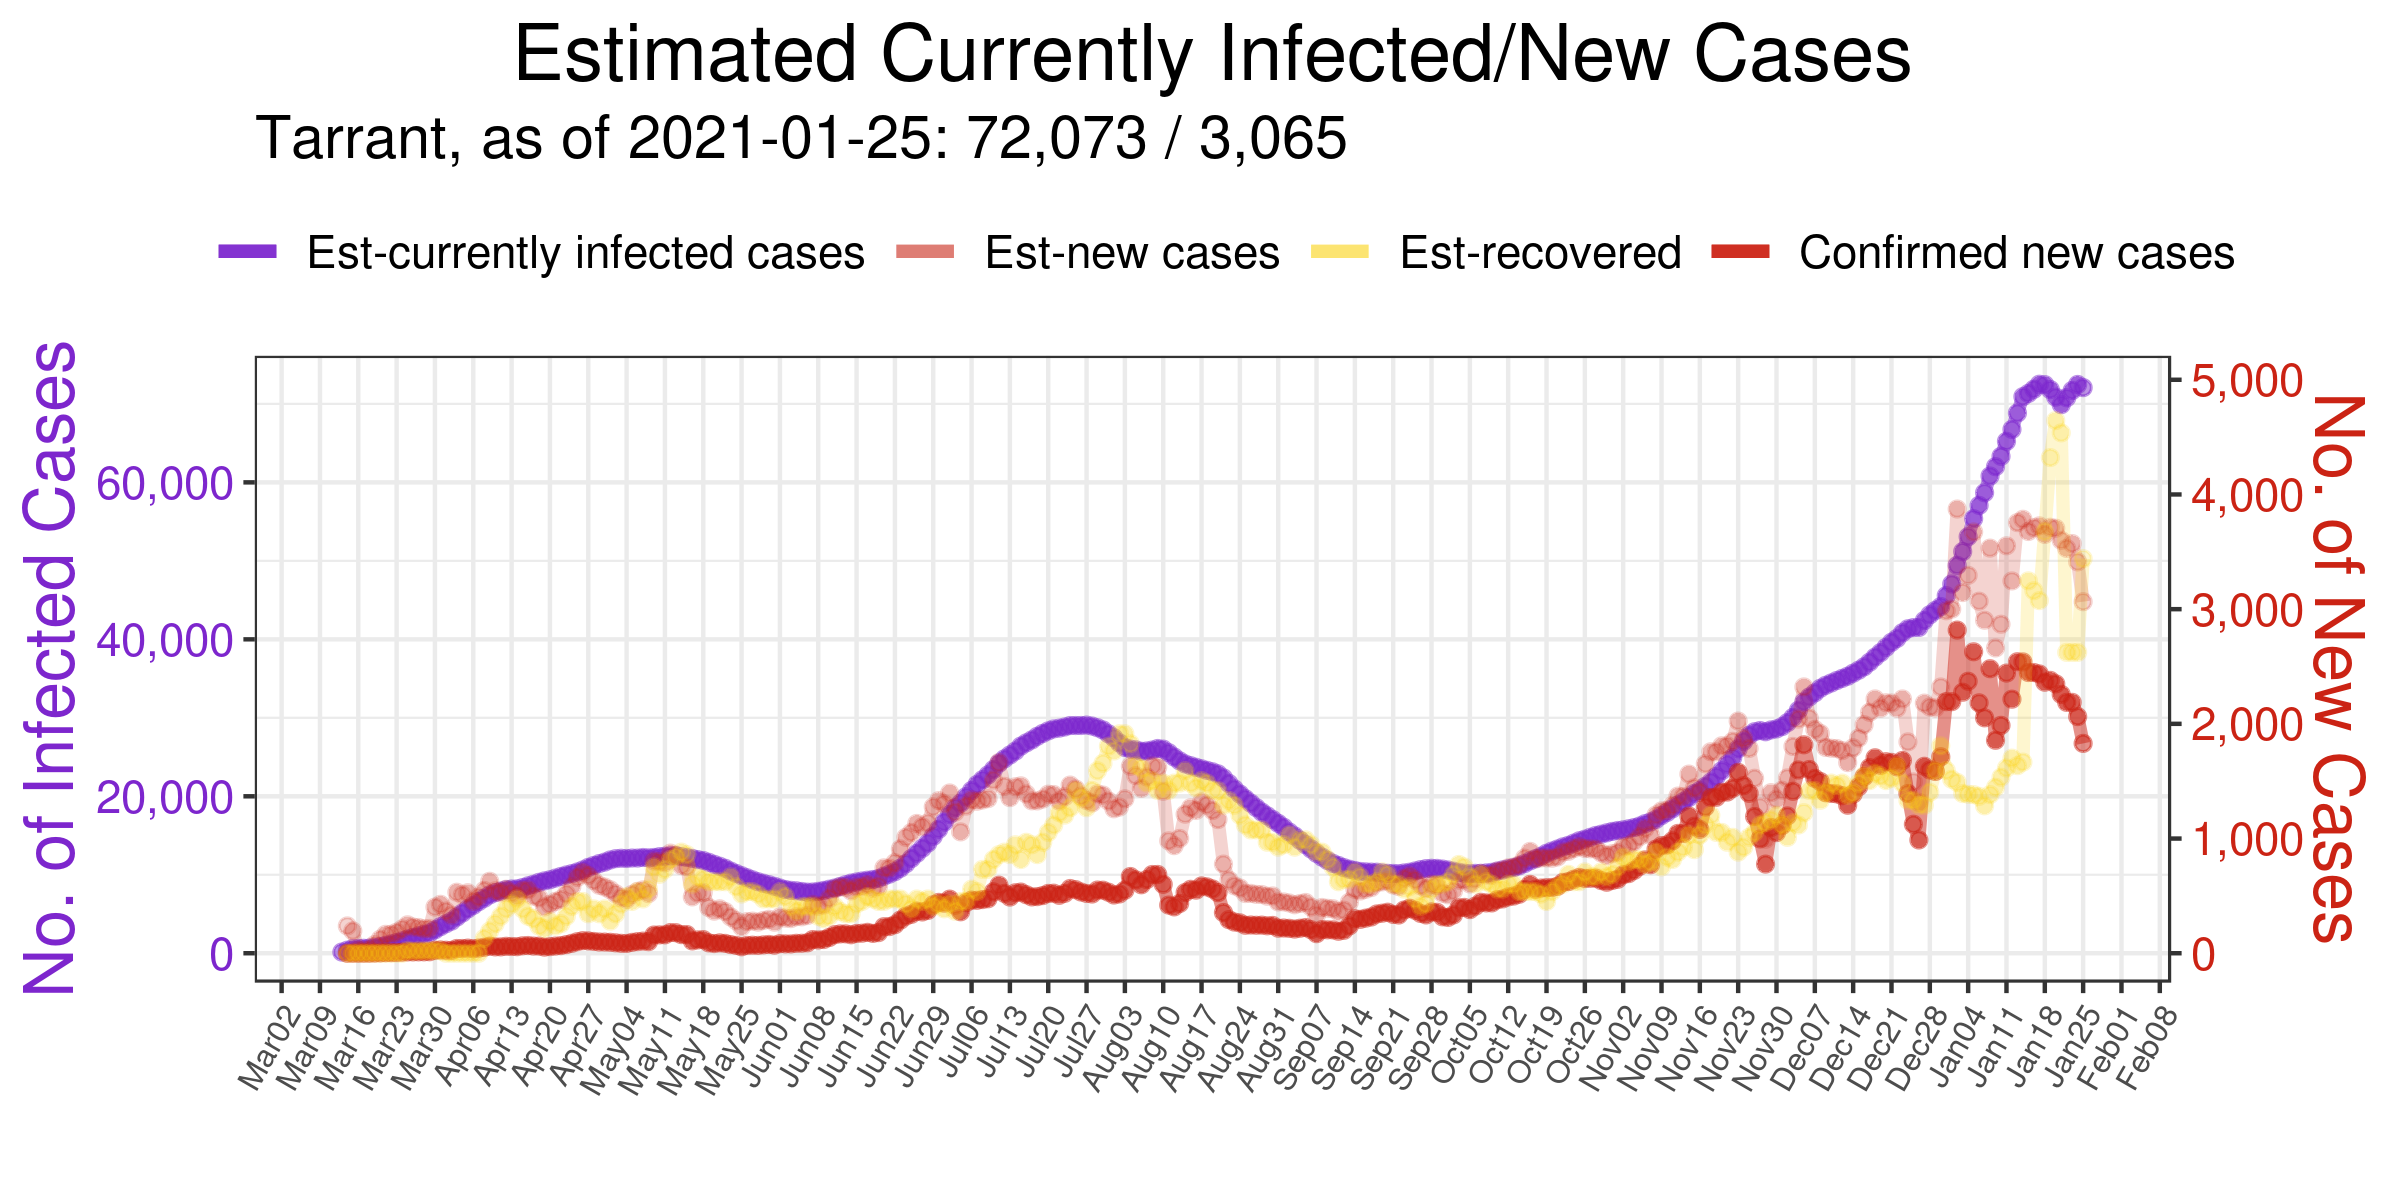 Estimated Currently Infected/New Cases
Tarrant, as of 2021-01-25: 72,073 / 3,065
Est-currently infected cases Est-new cases Est-recovered Confirmed new cases
No. of Infected Cases
60,000
40,000
20,000
0
5,000
4,000
3,000
2,000
1,000
0
No. of New Cases
Mar02 Mar09 Mar16 Mar23 Mar30 Apr06 Apr13 Apr20 Apr27 May04 May11 May18 May25 Jun01 Jun08 Jun15 Jun22 Jun29 Jul06 Jul13 Jul20 Jul27 Aug03 Aug10 Aug17 Aug24 Aug31 Sep07 Sep14 Sep21 Sep28 Oct05 Oct12 Oct19 Oct26 Nov02 Nov09 Nov16 Nov23 Nov30 Dec07 Dec14 Dec21 Dec28 Jan04 Jan11 Jan18 Jan25 Feb01 Feb08